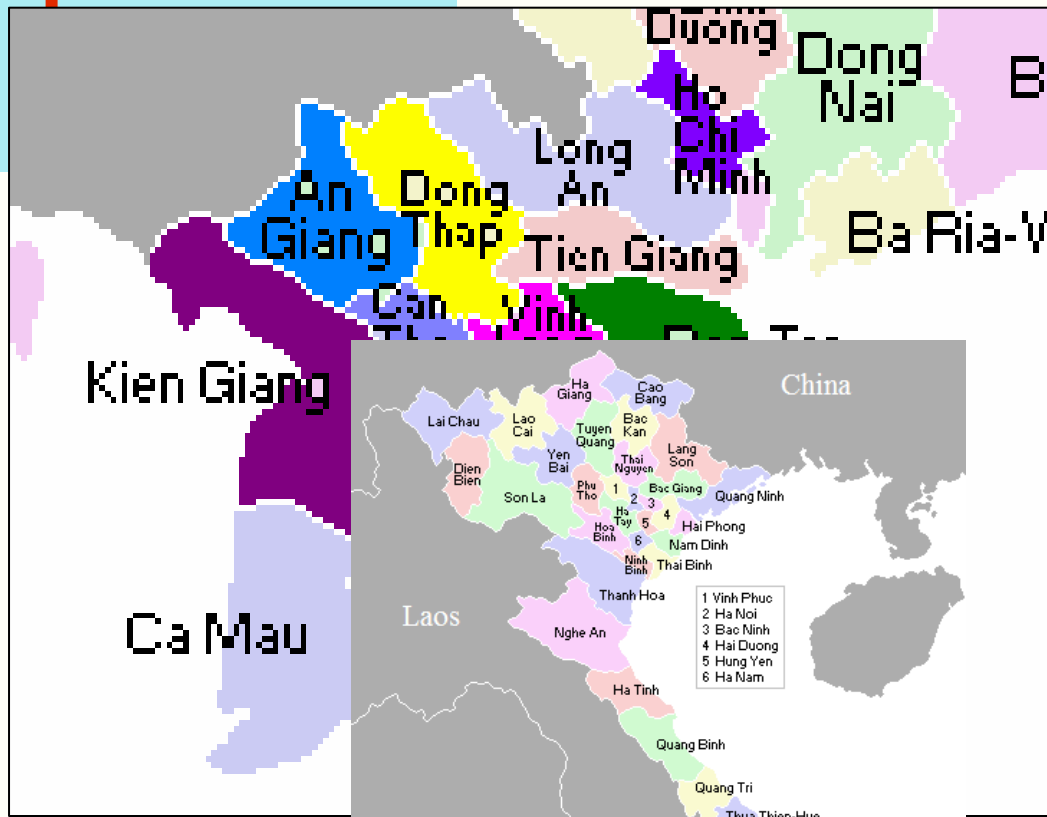 Duong
Dong
Nai
B
Ho
Chi
Minh
Long
An
An
Giang
Dong
Thap
Tien Giang
Ba Ria-V
Can
Vinh
Kien Giang
Ca Mau
China
Laos
Ha
Giang
Cao
Bang
Lai Chau
Lao
Cai
Tuyen
Quang
Bac
Kan
Dien
Bien
Yen
Bai
Thai
Nguyen
Lang
Son
Son La
Phu
Tho
1
2
3
Bac Giang
Quang Ninh
Ha
Tay
4
5
Hai Phong
Hoa
Binh
6
Nam Dinh
Ninh
Binh
Thai Binh
Thanh Hoa
Nghe An
1 Vinh Phuc
2 Ha Noi
3 Bac Ninh
4 Hai Duong
5 Hung Yen
6 Ha Nam
Ha Tinh
Quang Binh
Quang Tri
Thua Thien-Hue